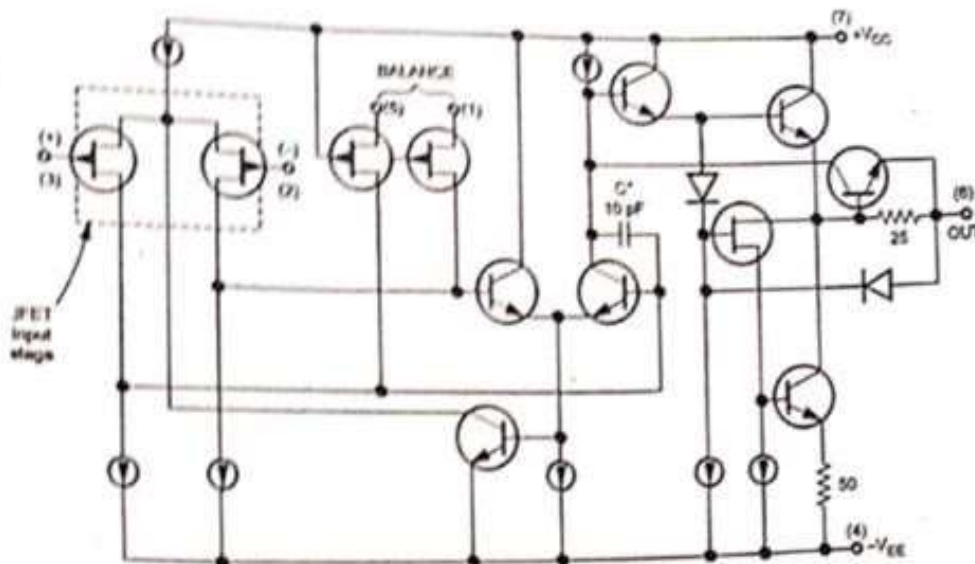 (7)
+VCC
BALANCE
(5)
(1)
(+)
(3)
(-)
(2)
C*
10 pF
(6)
OUT
25
JFET
input
stage
50
(4)
-VEE